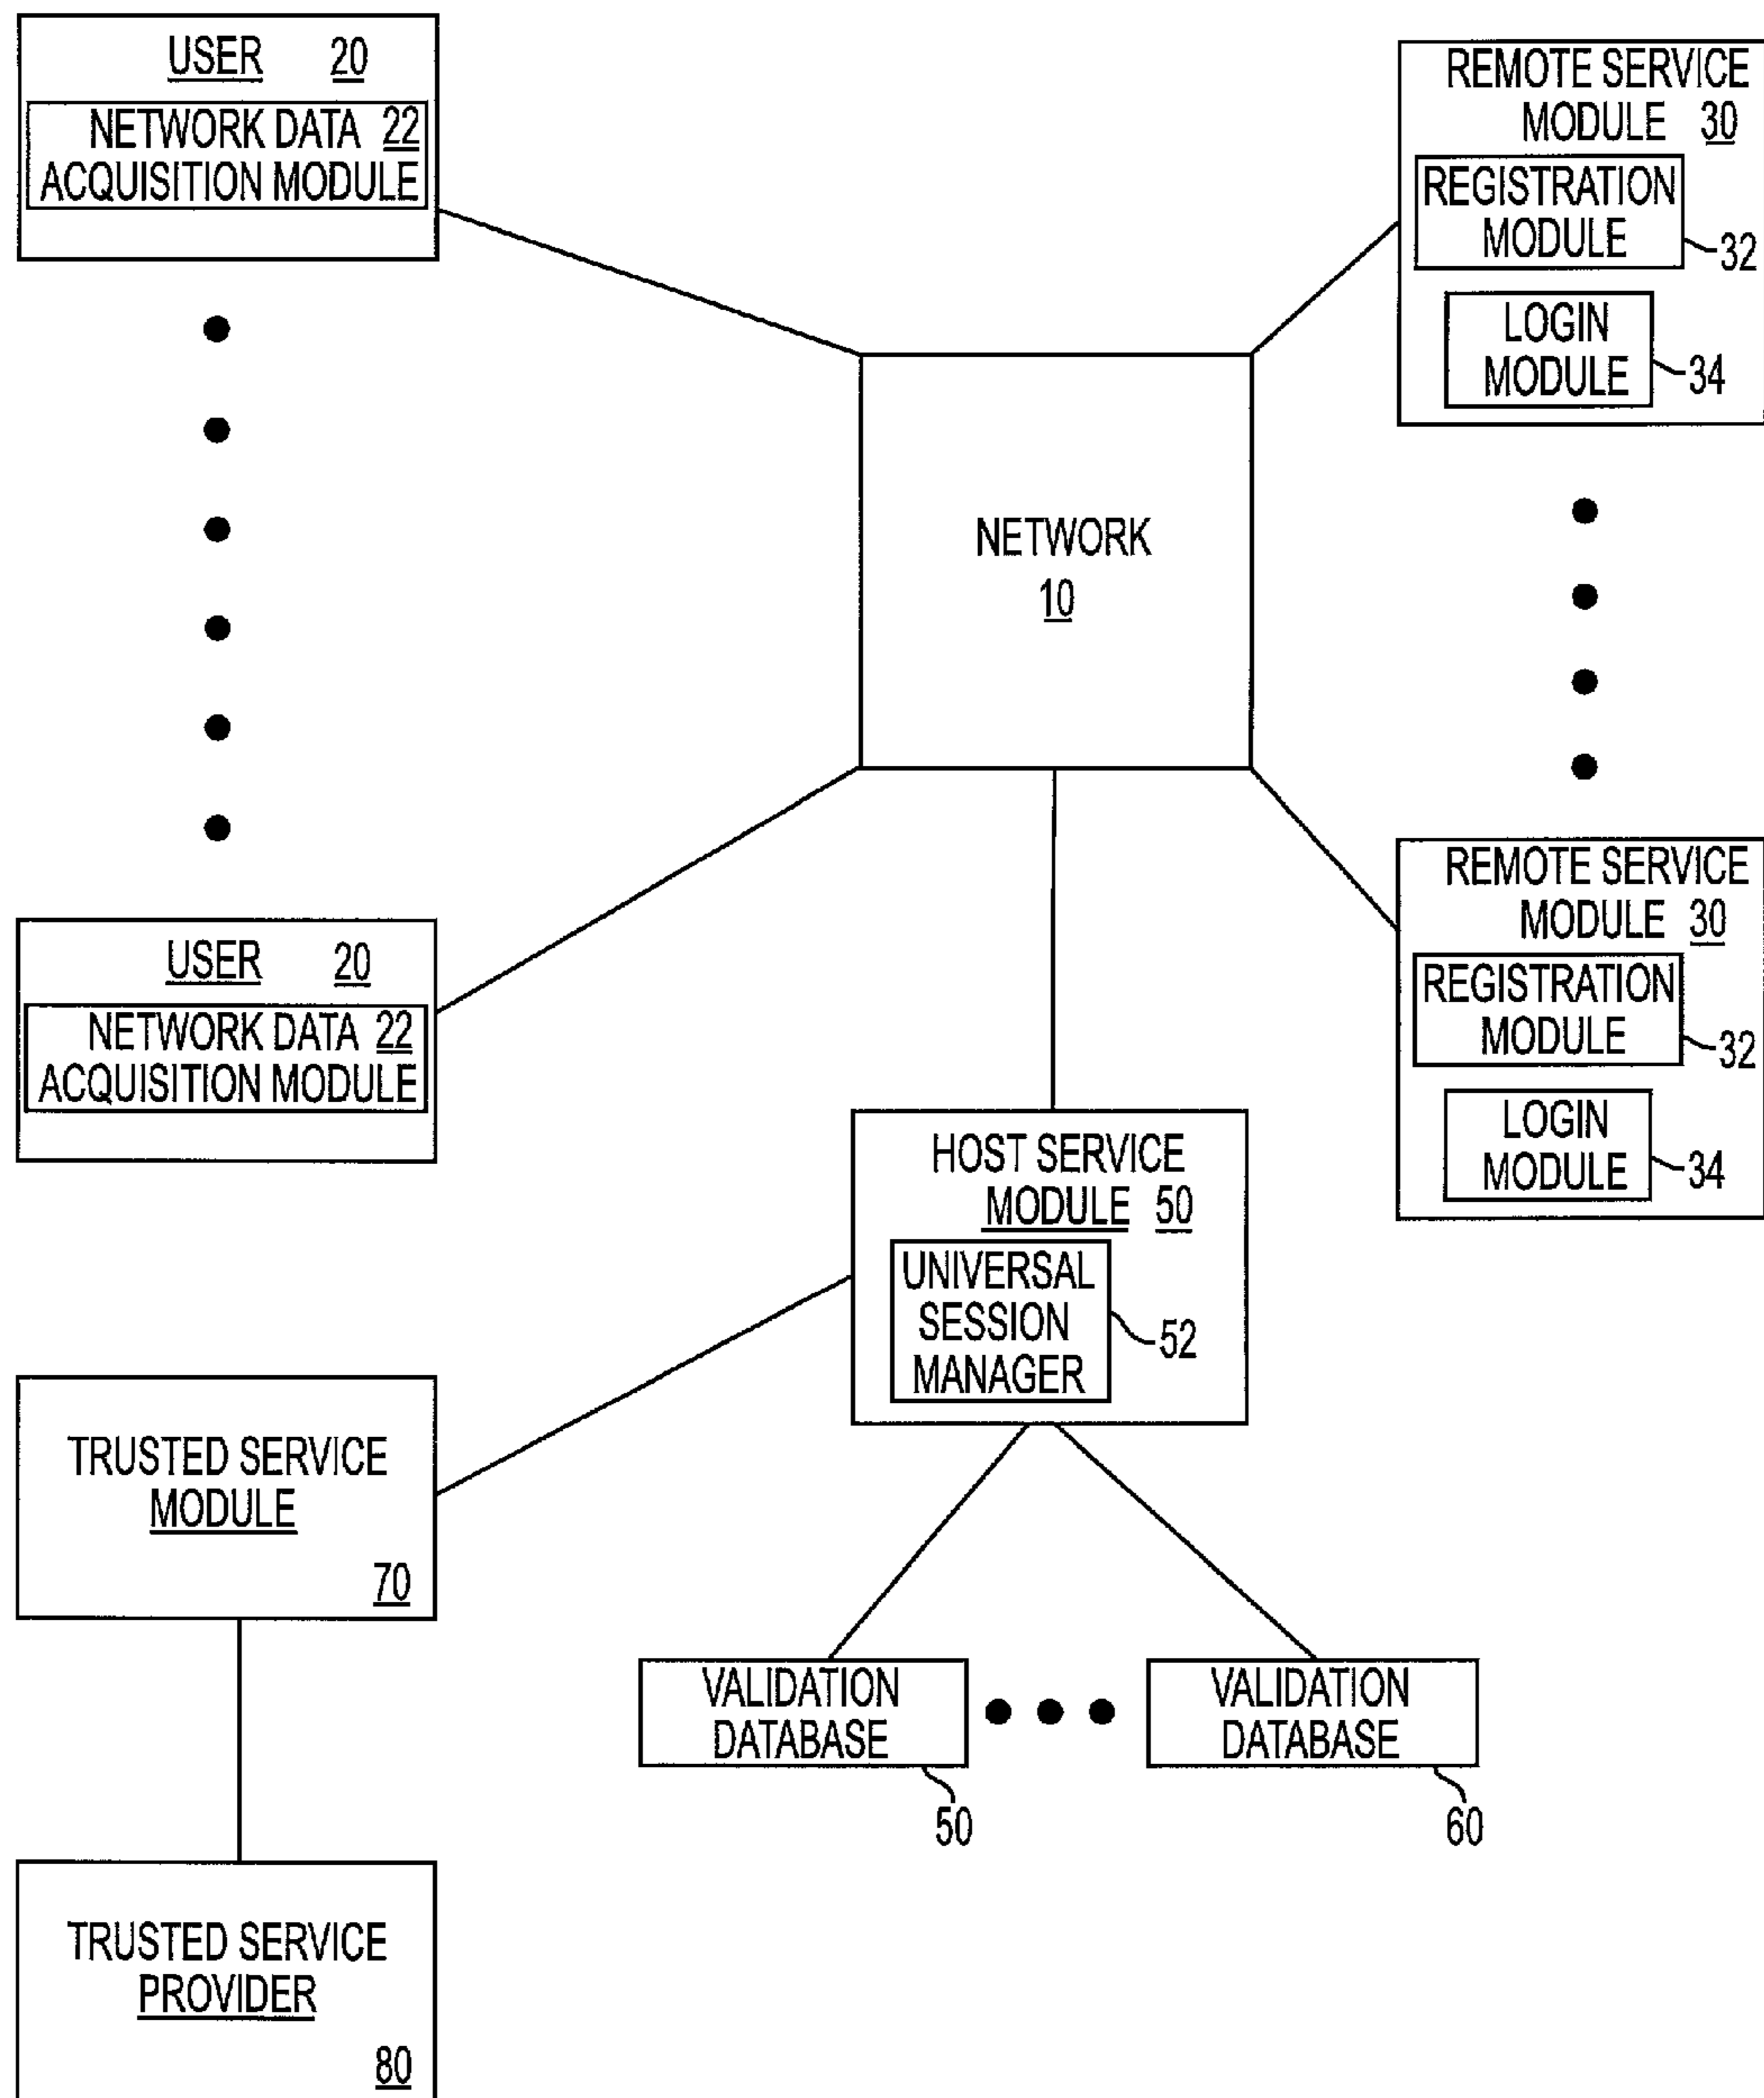 USER 20
NETWORK DATA 22
ACQUISITION MODULE
REMOTE SERVICE
MODULE 30
REGISTRATION
MODULE
32
LOGIN
MODULE
34
NETWORK
10
USER 20
NETWORK DATA 22
ACQUISITION MODULE
REMOTE SERVICE
MODULE 30
REGISTRATION
MODULE
32
LOGIN
MODULE
34
HOST SERVICE
MODULE 50
UNIVERSAL
SESSION
MANAGER
52
TRUSTED SERVICE
MODULE
70
VALIDATION
DATABASE
50
VALIDATION
DATABASE
60
TRUSTED SERVICE
PROVIDER
80